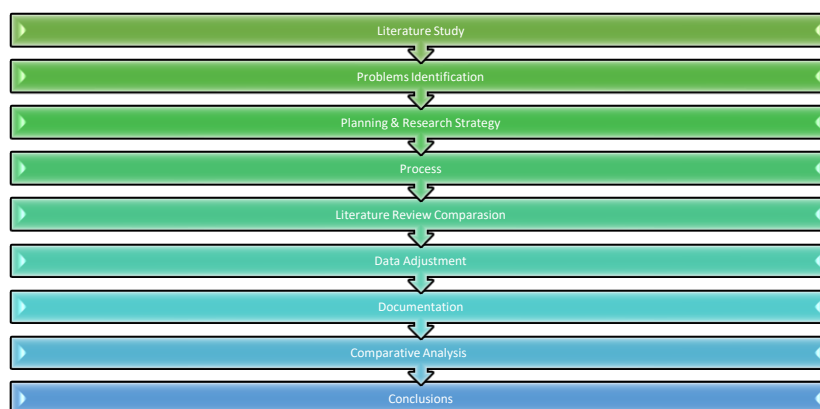 Literature Study
Problems Identification
Planning & Research Strategy
Process
Literature Review Comparasion
Data Adjustment
Documentation
Comparative Analysis
Conclusions